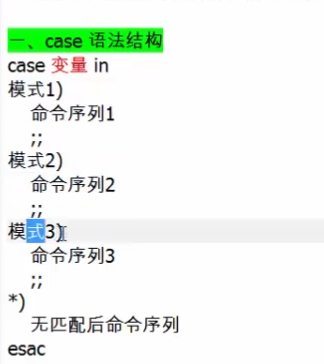 一、case 语法结构
case 变量 in
模式1)
命令序列1
;;
模式2)
命令序列2
;;
模式3)
命令序列3
;;
*)
无匹配后命令序列
esac